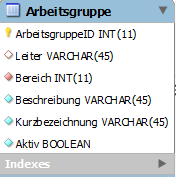 Arbeitsgruppe
ArbeitsgruppeID INT(11)
Leiter VARCHAR(45)
Bereich INT(11)
Beschreibung VARCHAR(45)
Kurzbezeichnung VARCHAR(45)
Aktiv BOOLEAN
Indexes